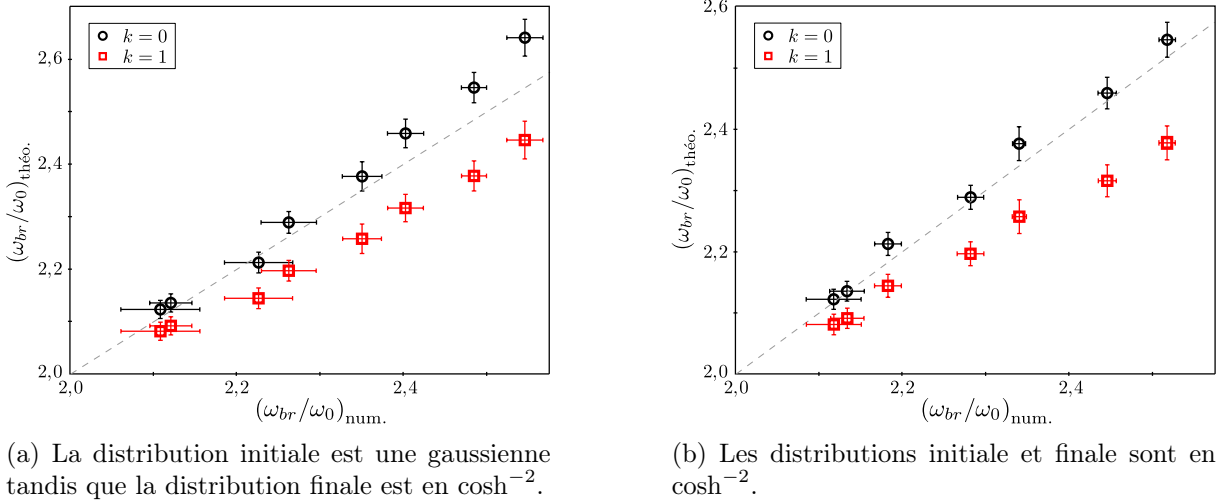 2,6
2,4
2,2
2,0
2,0
2,2
2,4
k = 0
k = 1
(ω_br/ω_0)_théo.
(ω_br/ω_0)_num.
(a) La distribution initiale est une gaussienne
tandis que la distribution finale est en cosh⁻².
2,6
2,4
2,2
2,0
2,0
2,2
2,4
k = 0
k = 1
(ω_br/ω_0)_théo.
(ω_br/ω_0)_num.
(b) Les distributions initiale et finale sont en
cosh⁻².